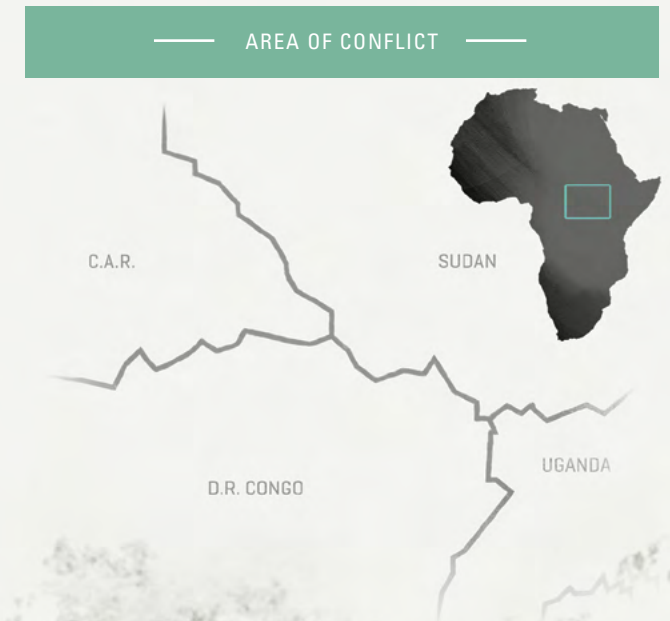 AREA OF CONFLICT
C.A.R.
SUDAN
UGANDA
D.R. CONGO